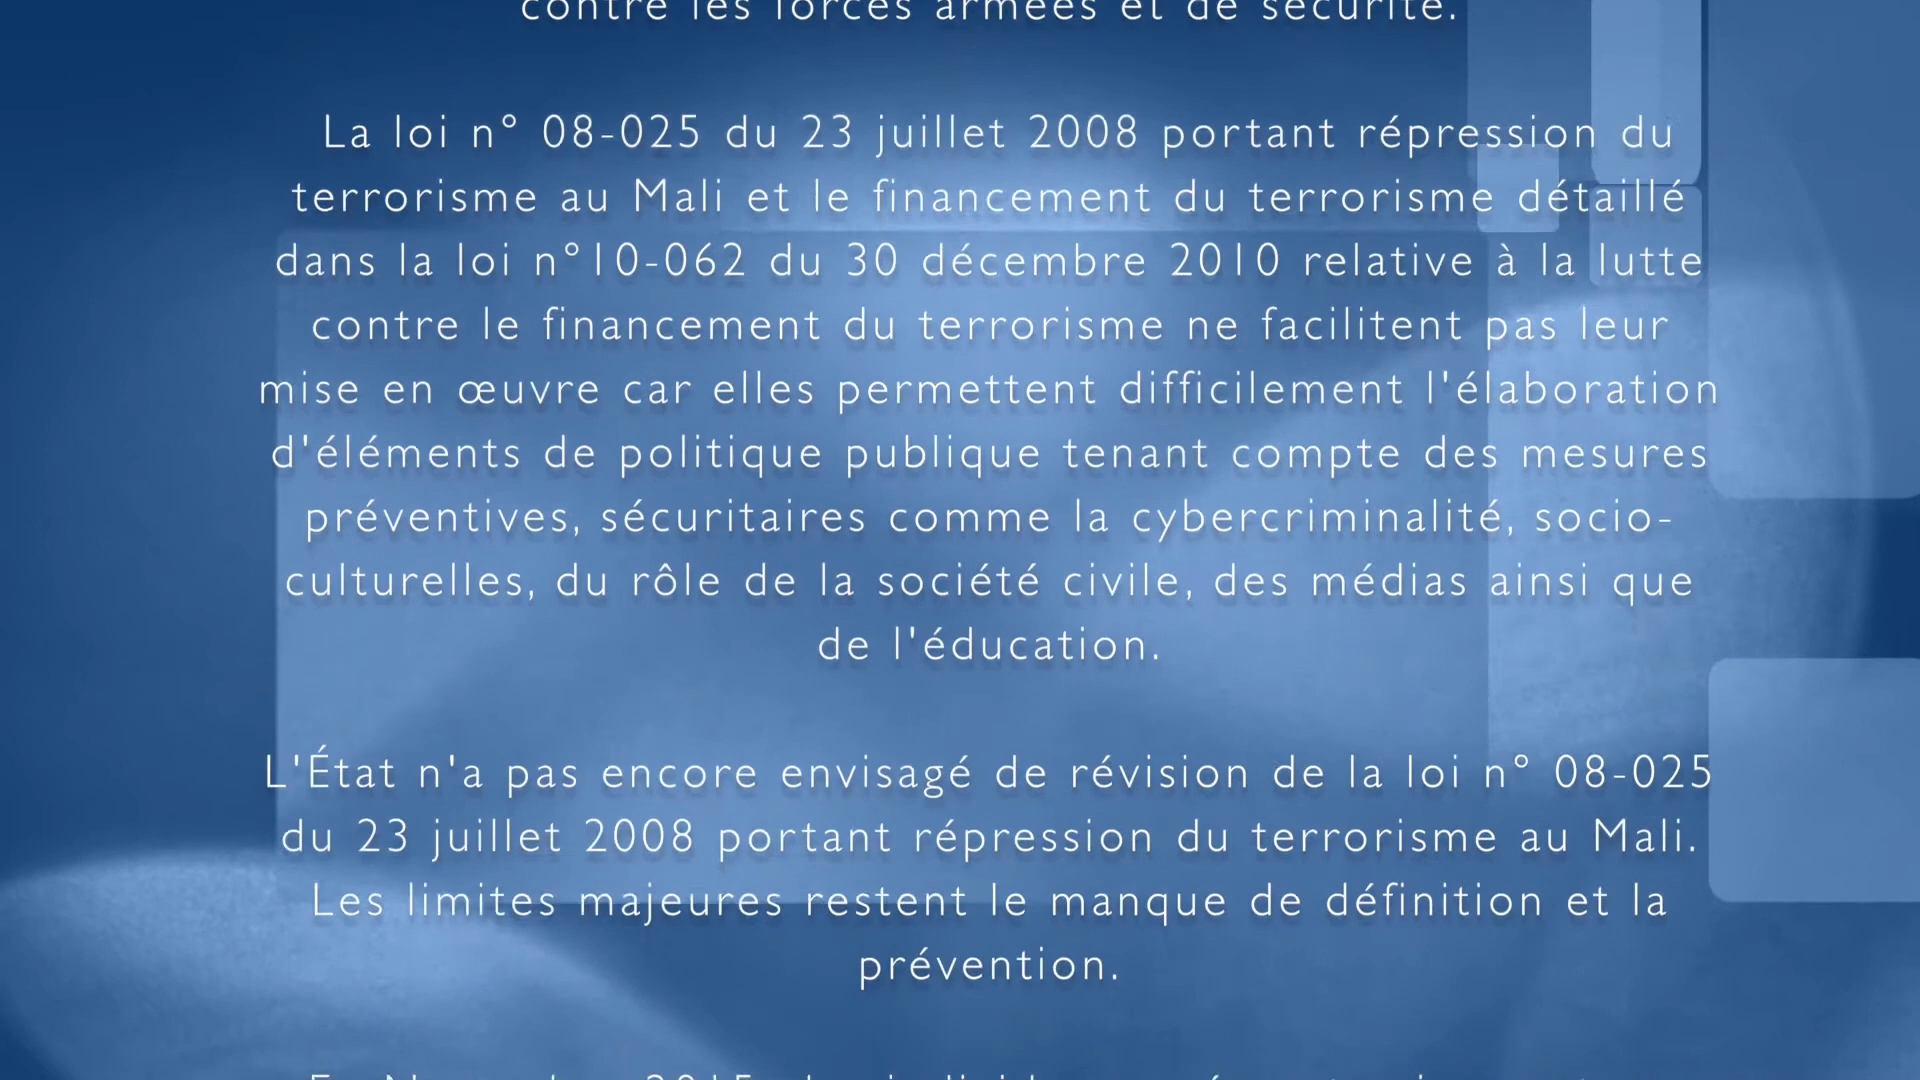 contre les forces armées et de sécurité.
La loi n° 08-025 du 23 juillet 2008 portant répression du
terrorisme au Mali et le financement du terrorisme détaillé
dans la loi n°10-062 du 30 décembre 2010 relative à la lutte
contre le financement du terrorisme ne facilitent pas leur
mise en œuvre car elles permettent difficilement l'élaboration
d'éléments de politique publique tenant compte des mesures
préventives, sécuritaires comme la cybercriminalité, socio-
culturelles, du rôle de la société civile, des médias ainsi que
de l'éducation.
L'État n'a pas encore envisagé de révision de la loi n° 08-025
du 23 juillet 2008 portant répression du terrorisme au Mali.
Les limites majeures restent le manque de définition et la
prévention.